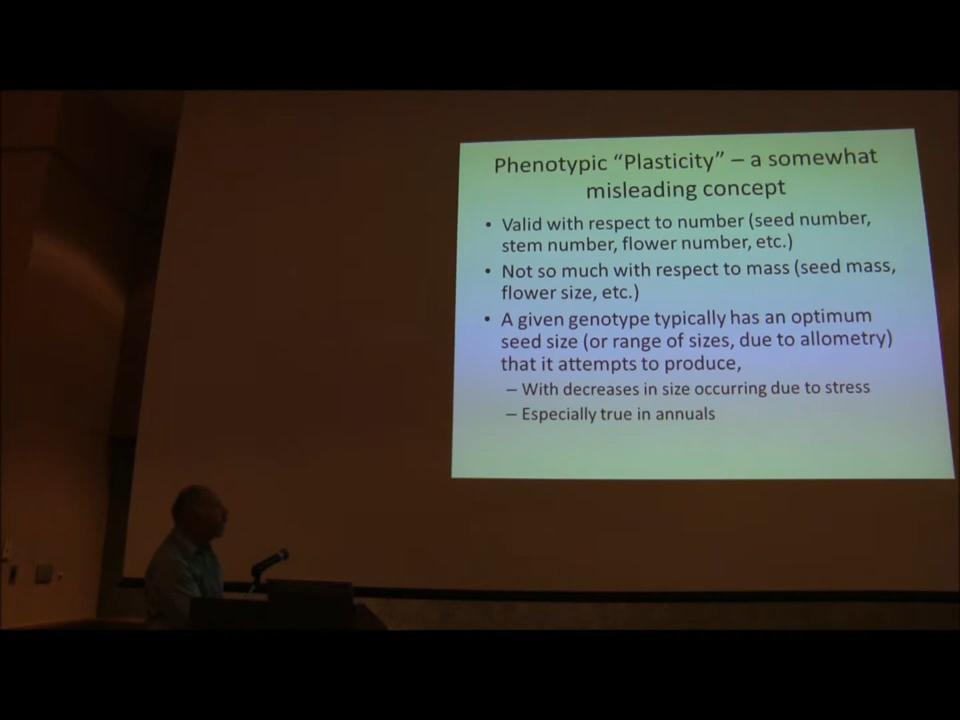 Phenotypic “Plasticity” – a somewhat
misleading concept
• Valid with respect to number (seed number,
stem number, flower number, etc.)
• Not so much with respect to mass (seed mass,
flower size, etc.)
• A given genotype typically has an optimum
seed size (or range of sizes, due to allometry)
that it attempts to produce,
– With decreases in size occurring due to stress
– Especially true in annuals